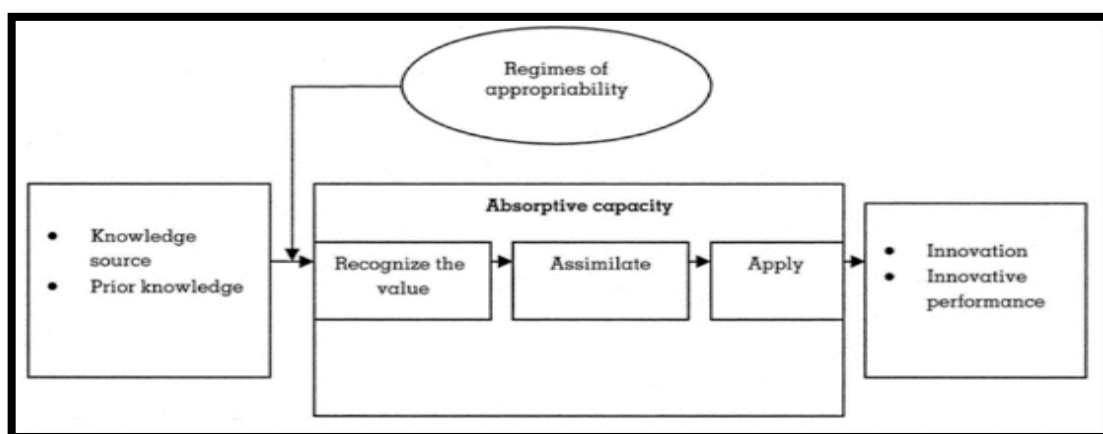 Regimes of
appropriability
• Knowledge
source
• Prior knowledge
Absorptive capacity
Recognize the
value
Assimilate
Apply
• Innovation
• Innovative
performance